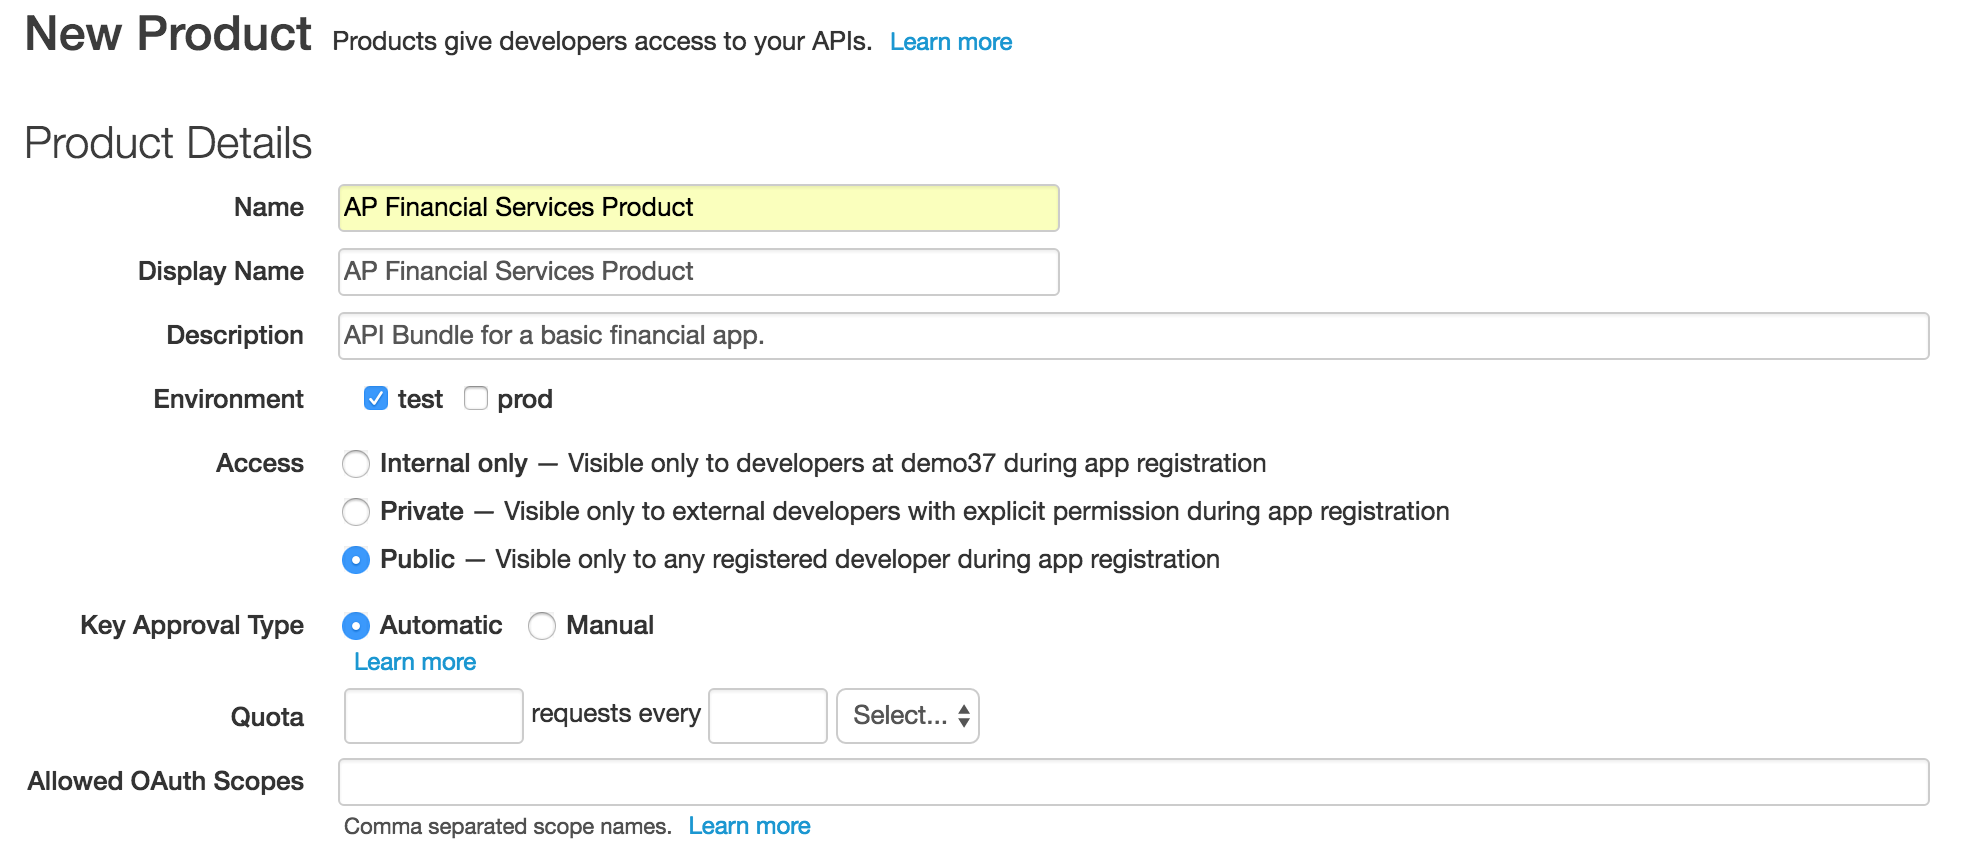 New Product Products give developers access to your APIs. Learn more
Product Details
Name AP Financial Services Product
Display Name AP Financial Services Product
Description API Bundle for a basic financial app.
Environment test prod
Access Internal only — Visible only to developers at demo37 during app registration
Private — Visible only to external developers with explicit permission during app registration
Public — Visible only to any registered developer during app registration
Key Approval Type Automatic Manual
Learn more
Quota requests every Select...
Allowed OAuth Scopes
Comma separated scope names. Learn more